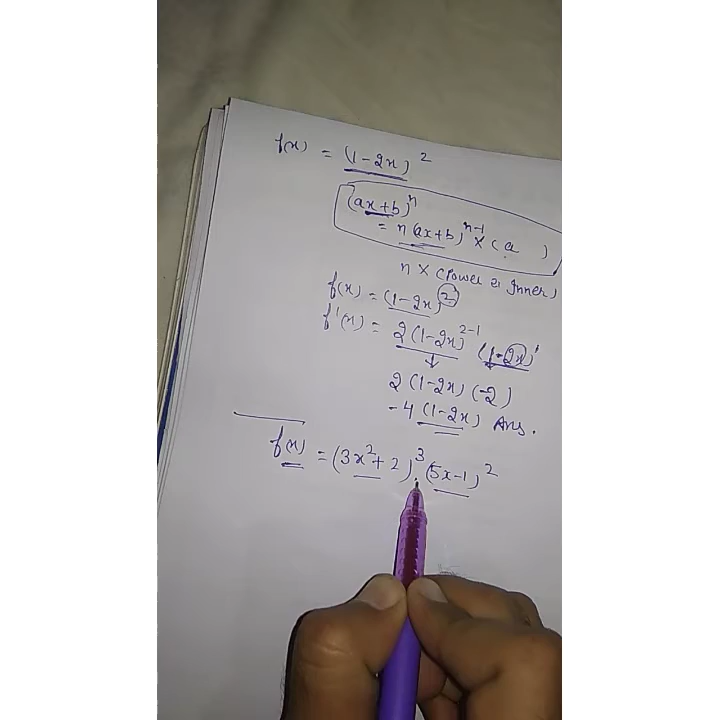 f(x) = (1-2x)²
(ax+b)ⁿ
= n(ax+b)ⁿ⁻¹ × (a )
n × (Power से Inner)
f(x) = (1-2x)²
f'(x) = 2(1-2x)²⁻¹ (1-2x)'
↓
2(1-2x)(-2)
-4(1-2x) Ans.
f(x) = (3x²+2)³.(5x-1)²